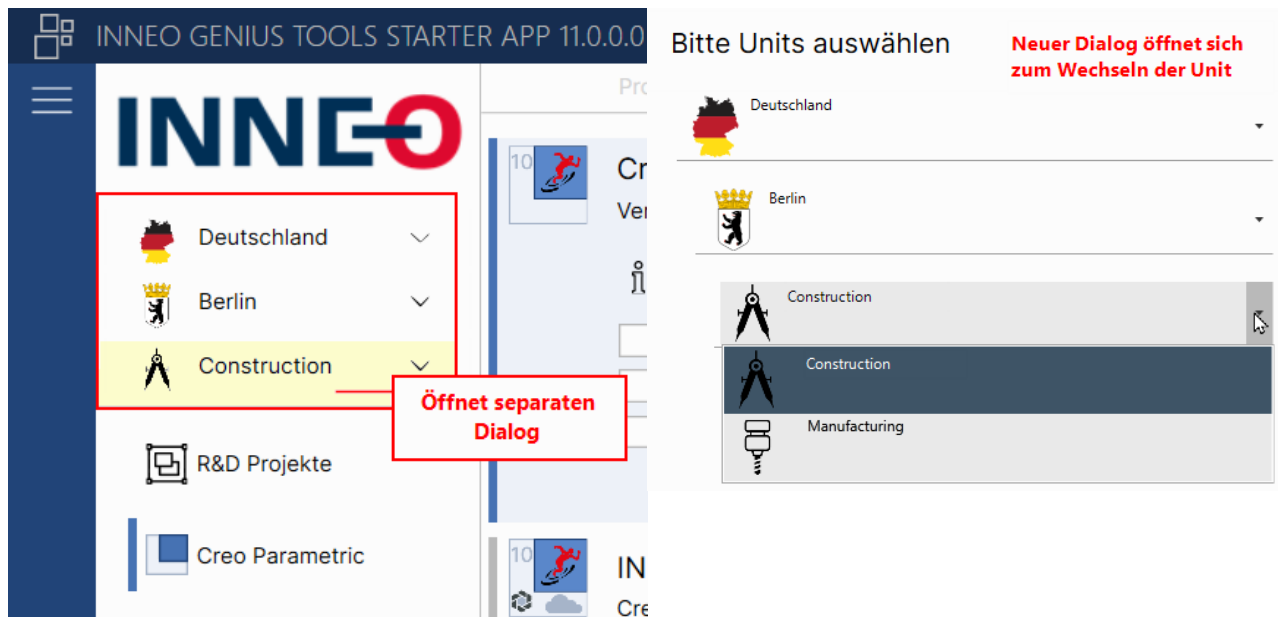 INNEO GENIUS TOOLS STARTER APP 11.0.0.0
INNEO
Deutschland
Berlin
Construction
Öffnet separaten
Dialog
R&D Projekte
Creo Parametric
Pro
10
Cr
Ver
10
IN
Cre
Bitte Units auswählen
Neuer Dialog öffnet sich
zum Wechseln der Unit
Deutschland
Berlin
Construction
Construction
Manufacturing